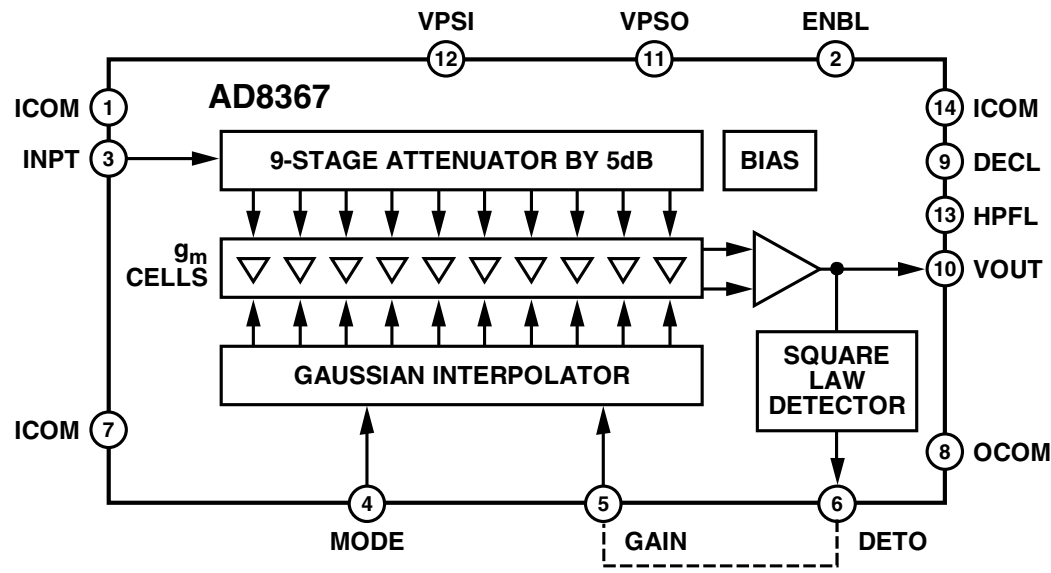 VPSI VPSO ENBL
12 11 2
AD8367
ICOM 1
14 ICOM
INPT 3
9-STAGE ATTENUATOR BY 5dB
BIAS
9 DECL
13 HPFL
gm
CELLS
10 VOUT
GAUSSIAN INTERPOLATOR
SQUARE
LAW
DETECTOR
ICOM 7
8 OCOM
4 5 6
MODE GAIN DETO